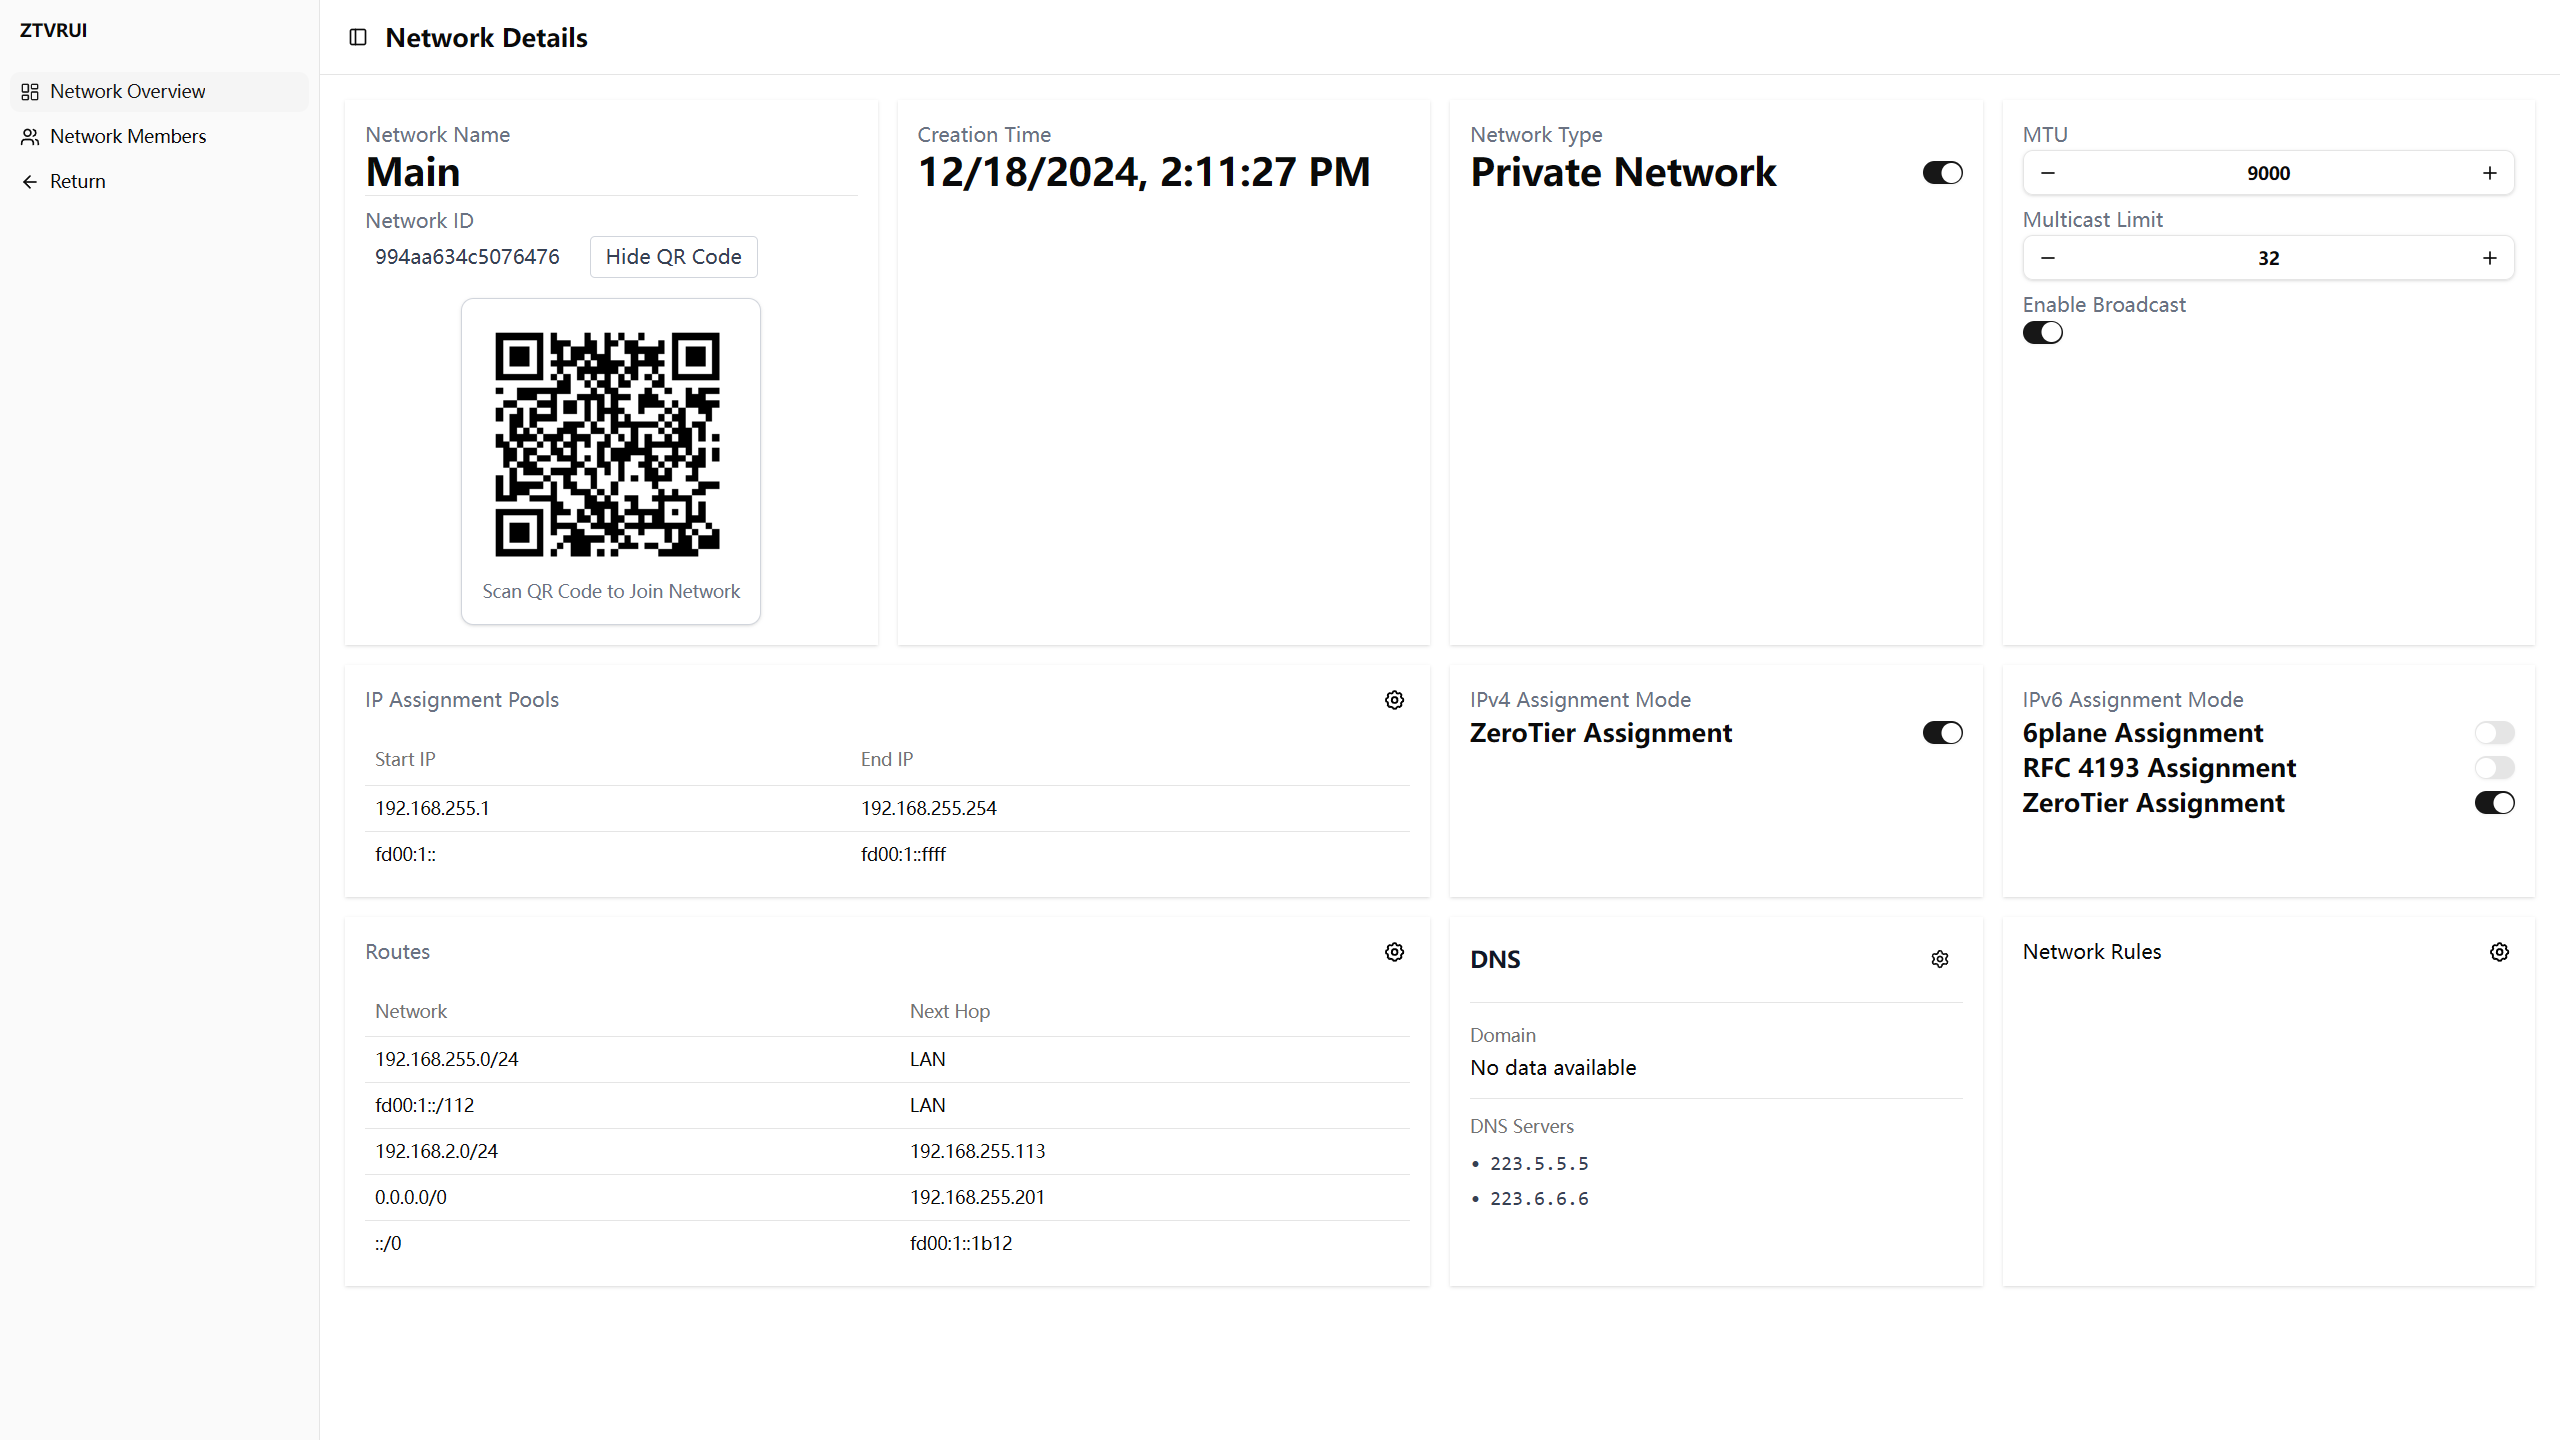 ZTVRUI
Network Overview
Network Members
Return
Network Details
Network Name
Main
Network ID
994aa634c5076476
Hide QR Code
Scan QR Code to Join Network
Creation Time
12/18/2024, 2:11:27 PM
Network Type
Private Network
MTU
− 9000 +
Multicast Limit
− 32 +
Enable Broadcast
IP Assignment Pools
Start IP End IP
192.168.255.1 192.168.255.254
fd00:1:: fd00:1::ffff
IPv4 Assignment Mode
ZeroTier Assignment
IPv6 Assignment Mode
6plane Assignment
RFC 4193 Assignment
ZeroTier Assignment
Routes
Network Next Hop
192.168.255.0/24 LAN
fd00:1::/112 LAN
192.168.2.0/24 192.168.255.113
0.0.0.0/0 192.168.255.201
::/0 fd00:1::1b12
DNS
Domain
No data available
DNS Servers
• 223.5.5.5
• 223.6.6.6
Network Rules